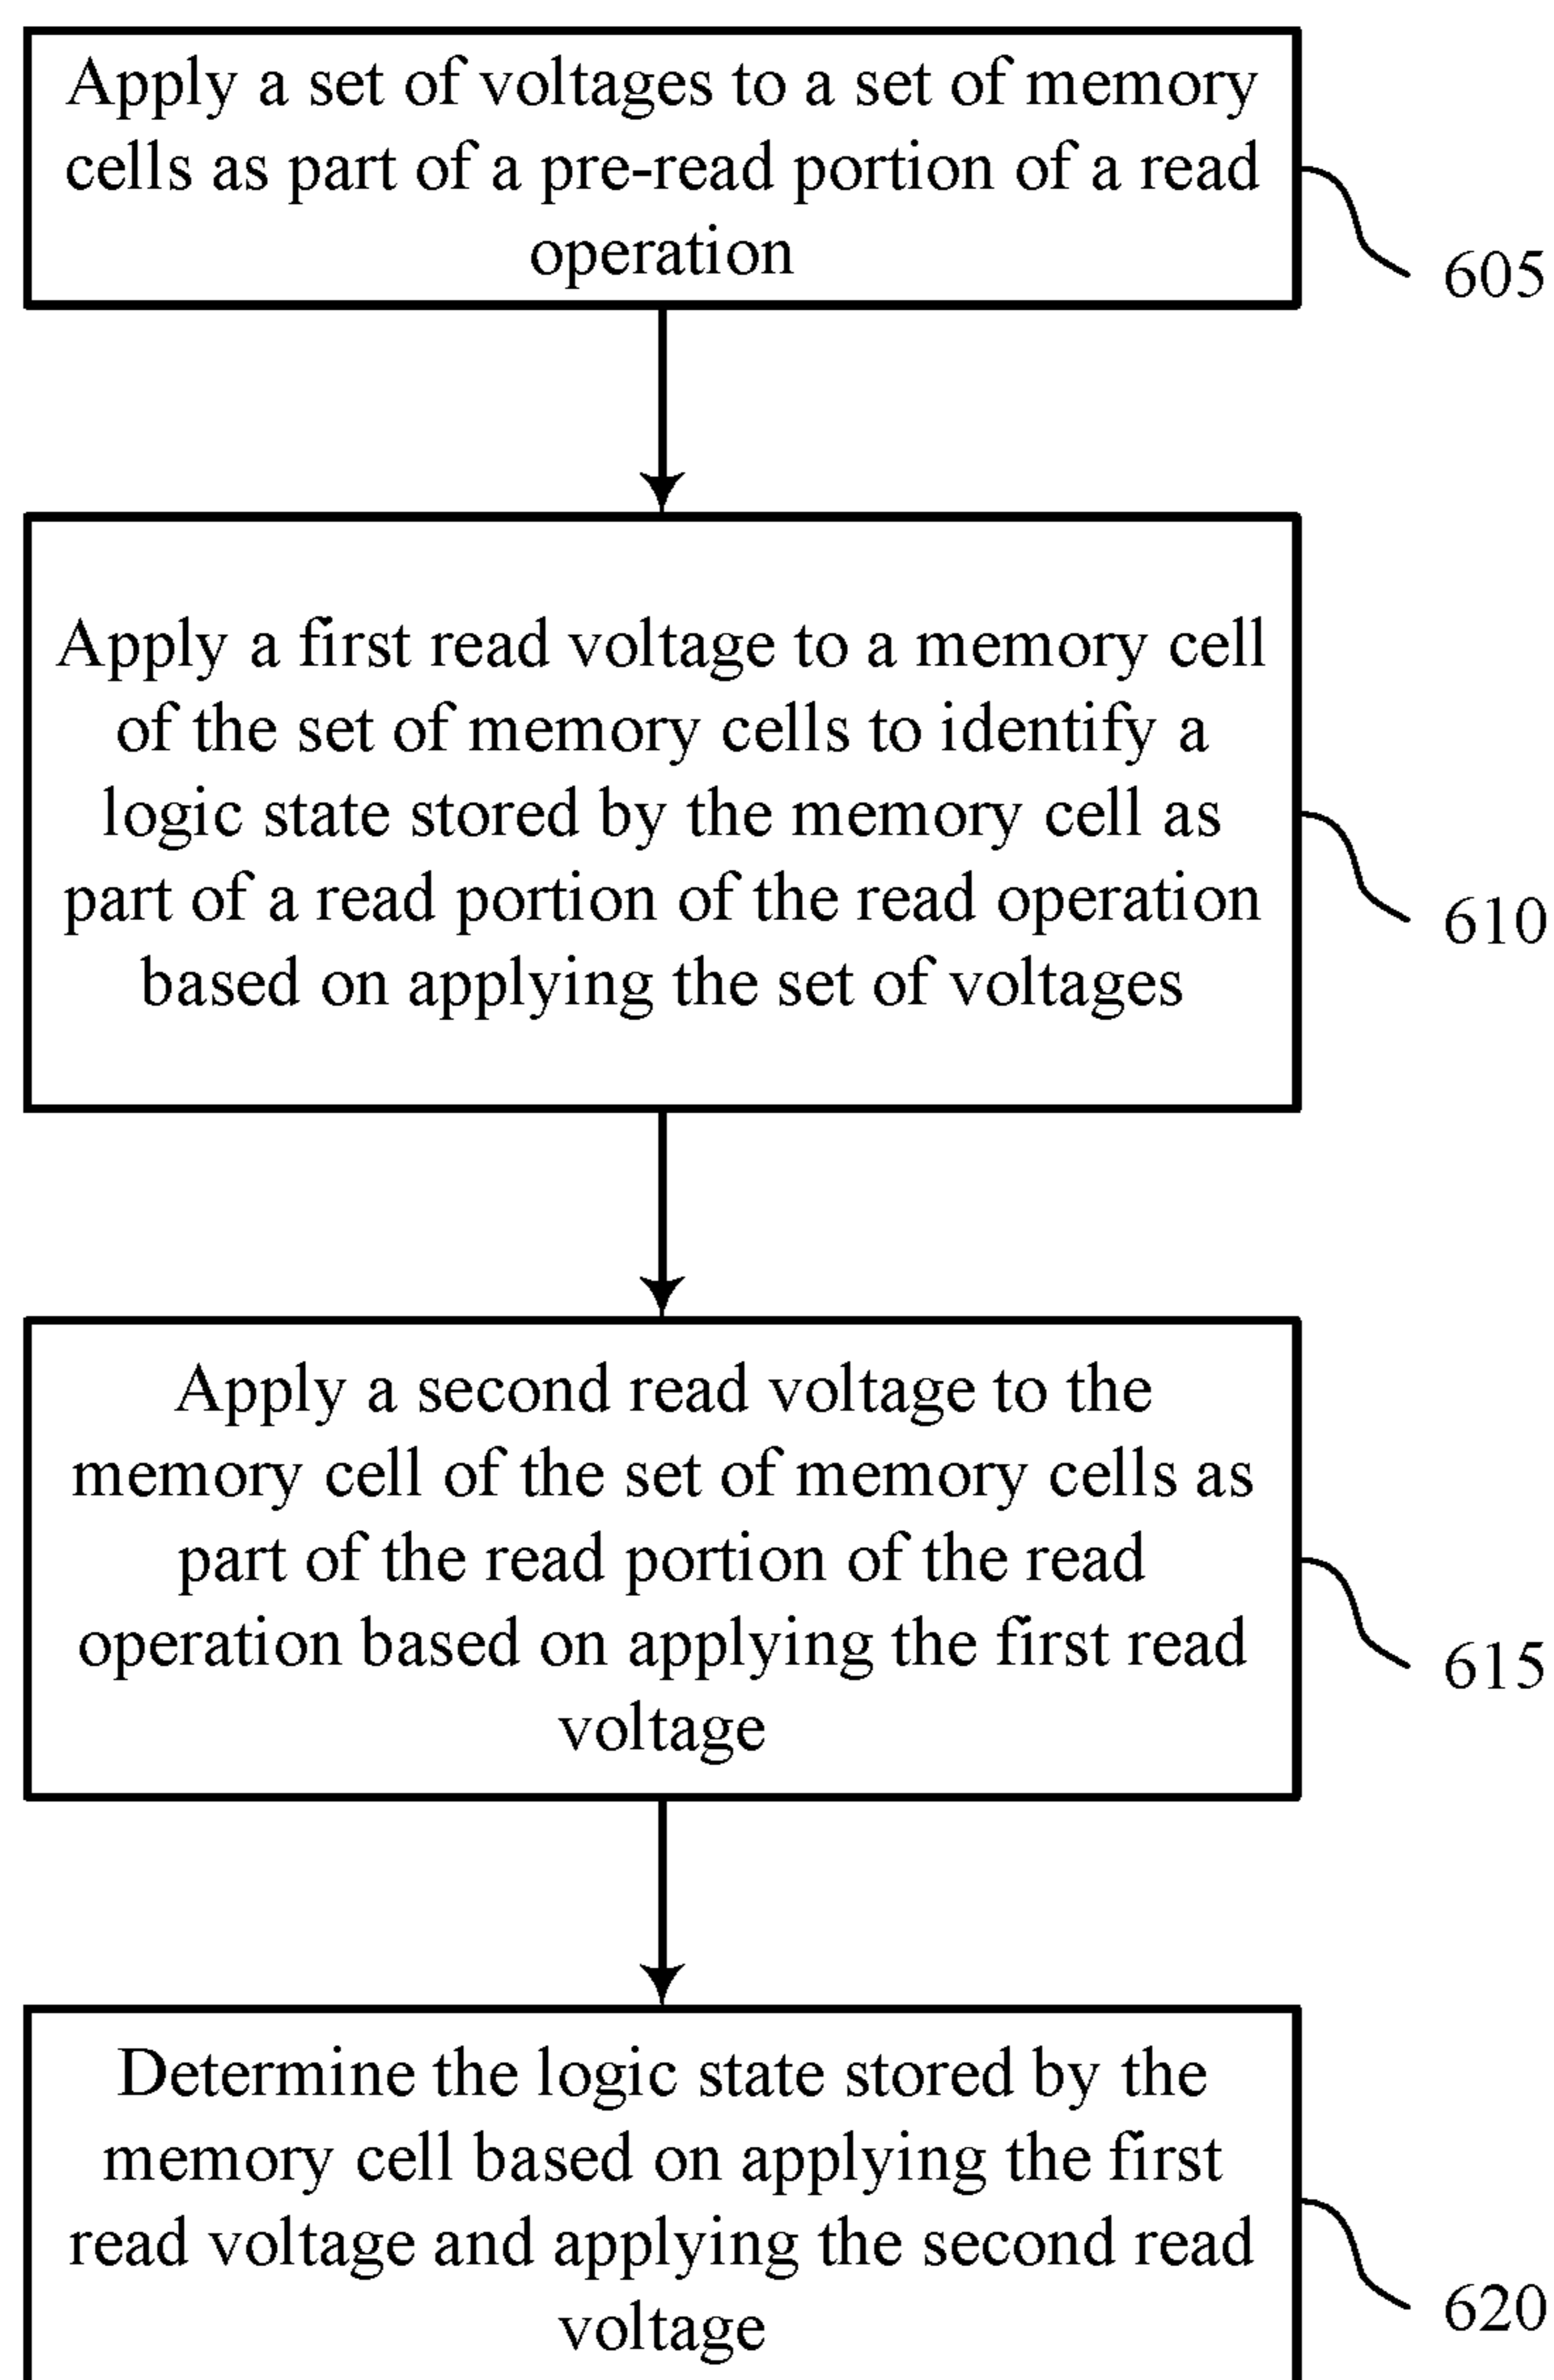 Apply a set of voltages to a set of memory
cells as part of a pre-read portion of a read
operation
605
Apply a first read voltage to a memory cell
of the set of memory cells to identify a
logic state stored by the memory cell as
part of a read portion of the read operation
based on applying the set of voltages
610
Apply a second read voltage to the
memory cell of the set of memory cells as
part of the read portion of the read
operation based on applying the first read
voltage
615
Determine the logic state stored by the
memory cell based on applying the first
read voltage and applying the second read
voltage
620